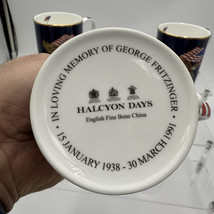 IN LOVING MEMORY OF GEORGE FRITZINGER
HALCYON DAYS
English Fine Bone China
· 15 JANUARY 1938 - 30 MARCH 1991 ·